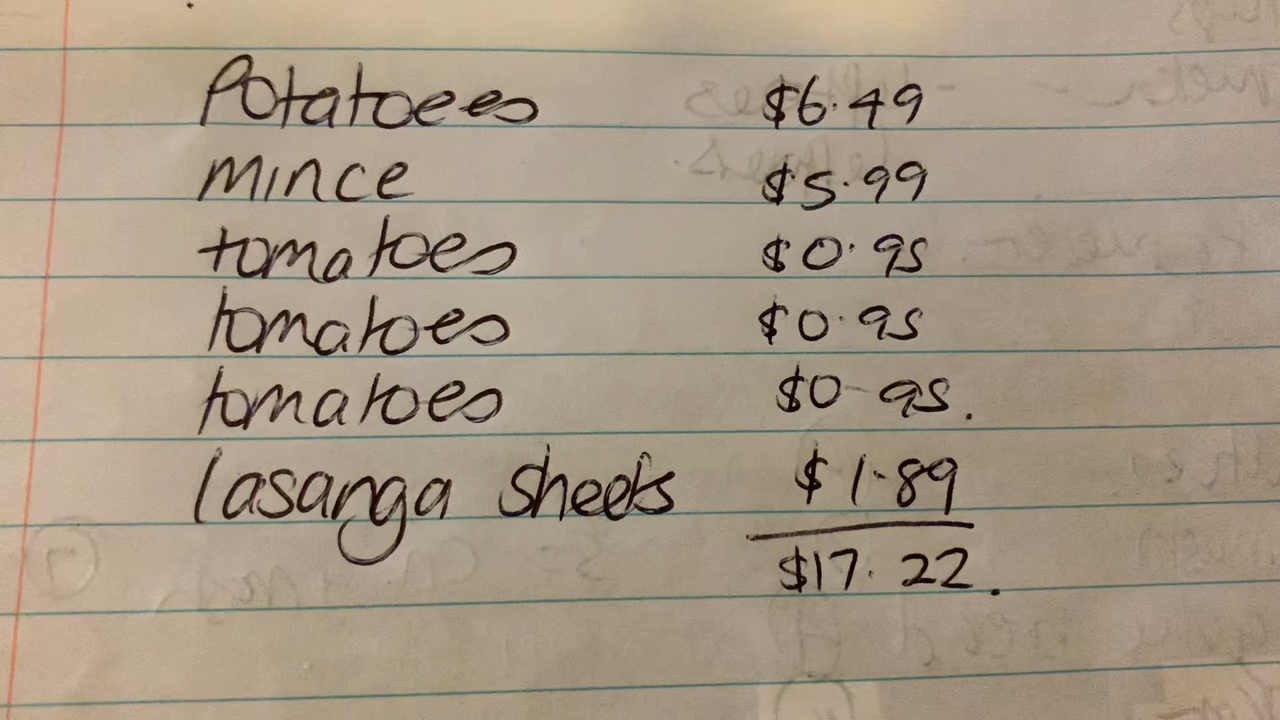 Potatoees $6.49
mince $5.99
tomatoes $0.95
tomatoes $0.95
tomatoes $0.95.
lasanga sheets $1.89
$17.22.